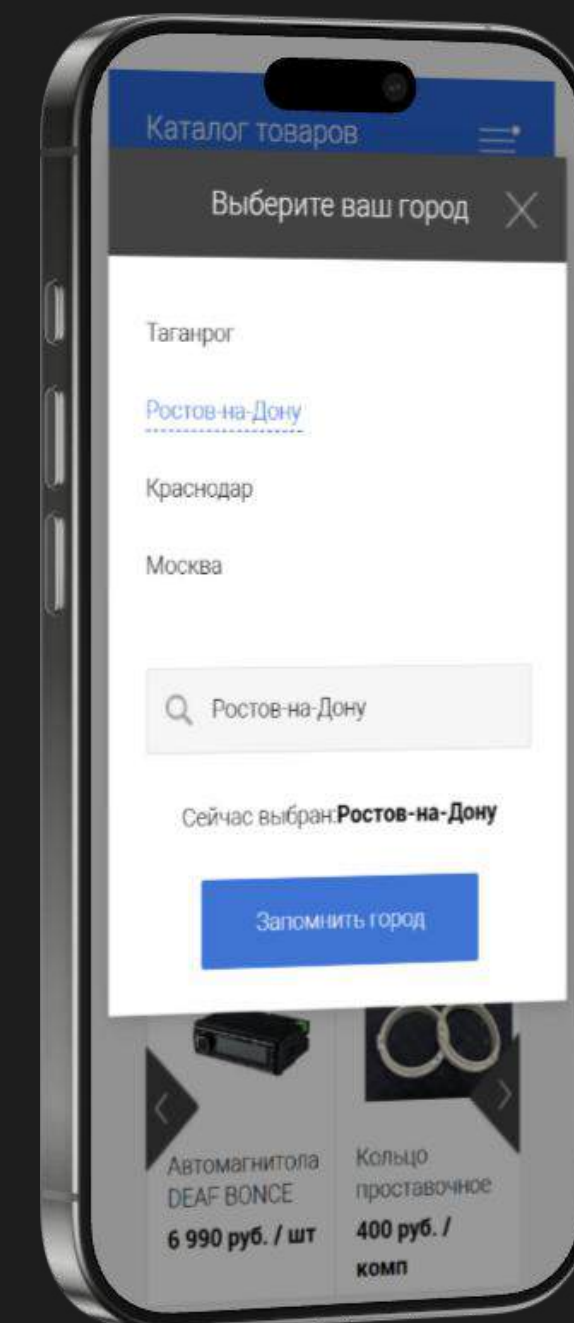 Каталог товаров
Выберите ваш город
Таганрог
Ростов-на-Дону
Краснодар
Москва
Ростов-на-Дону
Сейчас выбран:Ростов-на-Дону
Запомнить город
Автомагнитола
DEAF BONCE
6 990 руб. / шт
Кольцо
проставочное
400 руб. /
комп